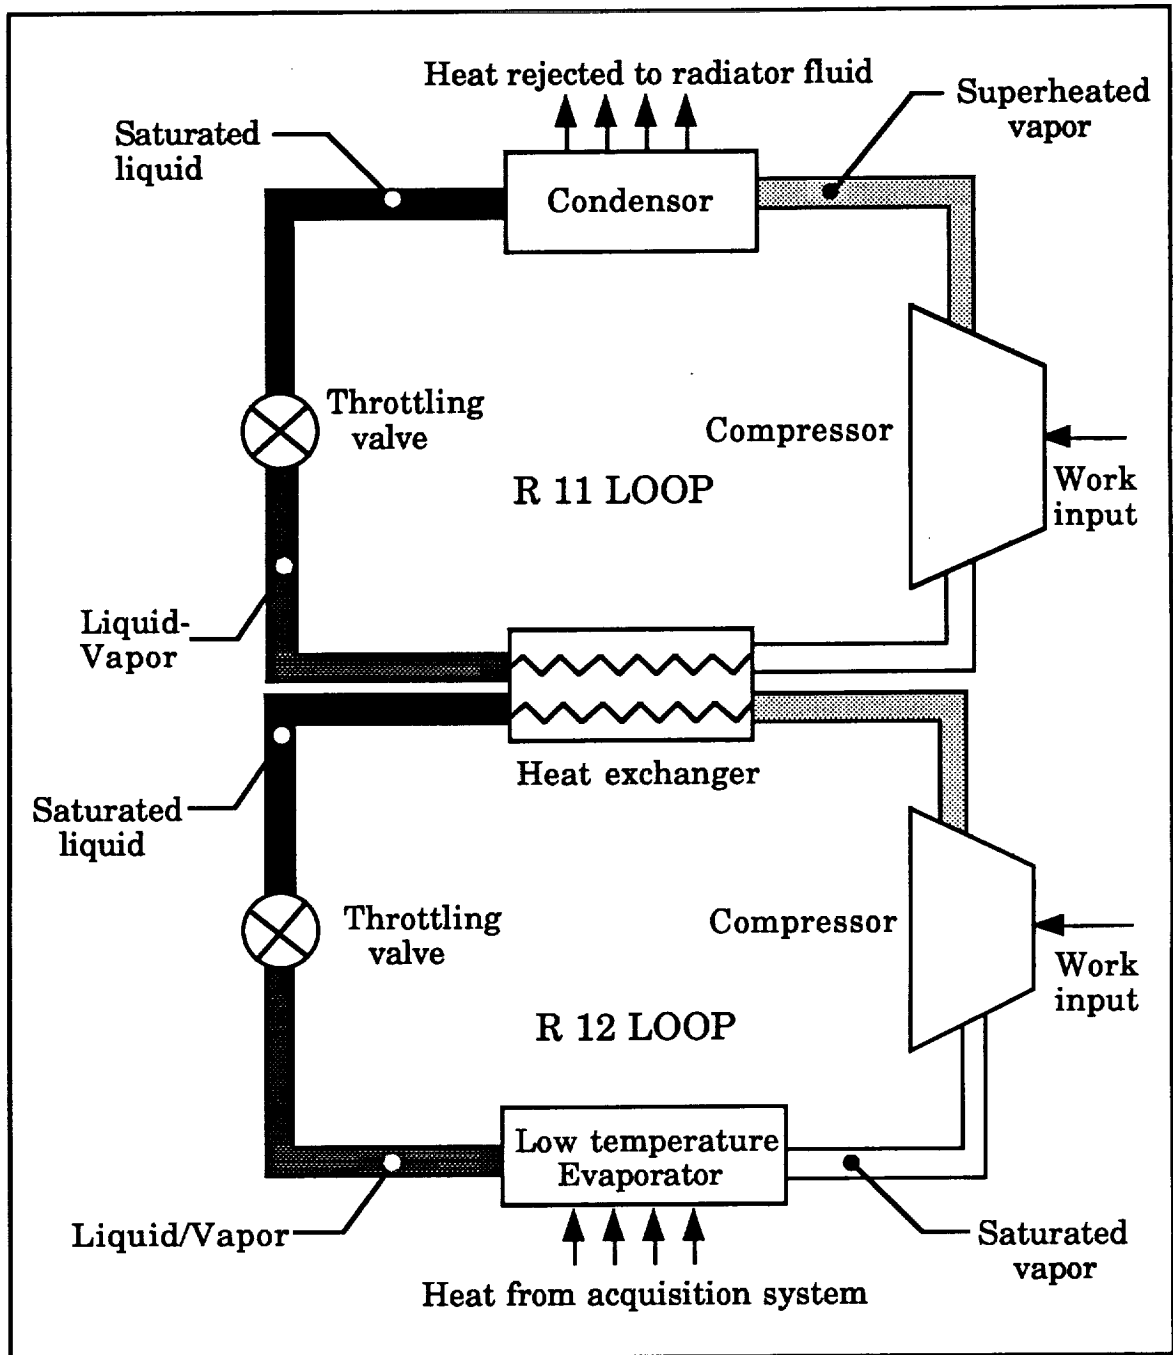 Heat rejected to radiator fluid
Superheated
vapor
Saturated
liquid
Condensor
Throttling
valve
Compressor
R 11 LOOP
Work
input
Liquid-
Vapor
Heat exchanger
Saturated
liquid
Throttling
valve
Compressor
Work
input
R 12 LOOP
Low temperature
Evaporator
Liquid/Vapor
Saturated
vapor
Heat from acquisition system